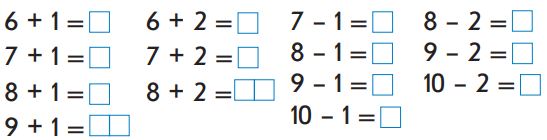 6 + 1 = □
7 + 1 = □
8 + 1 = □
9 + 1 = □□
6 + 2 = □
7 + 2 = □
8 + 2 = □□
7 – 1 = □
8 – 1 = □
9 – 1 = □
10 – 1 = □
8 – 2 = □
9 – 2 = □
10 – 2 = □